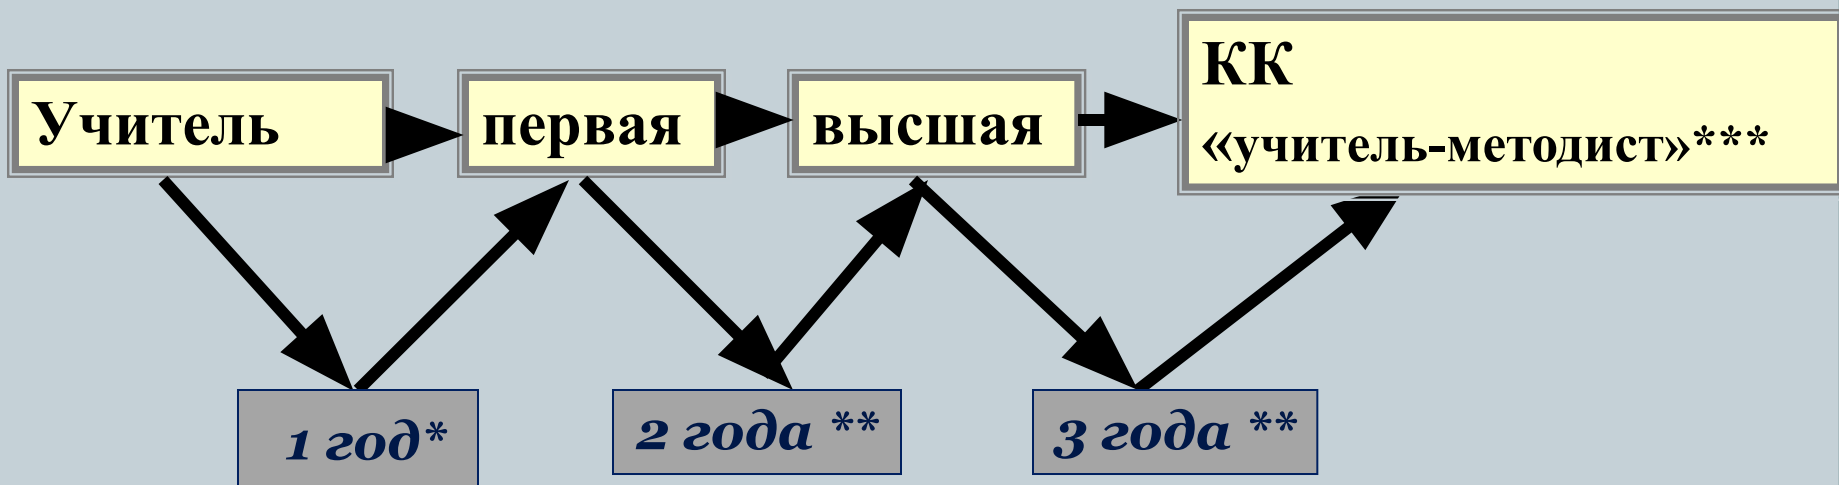 Учитель
первая
высшая
КК
«учитель-методист»***
1 год*
2 года **
3 года **